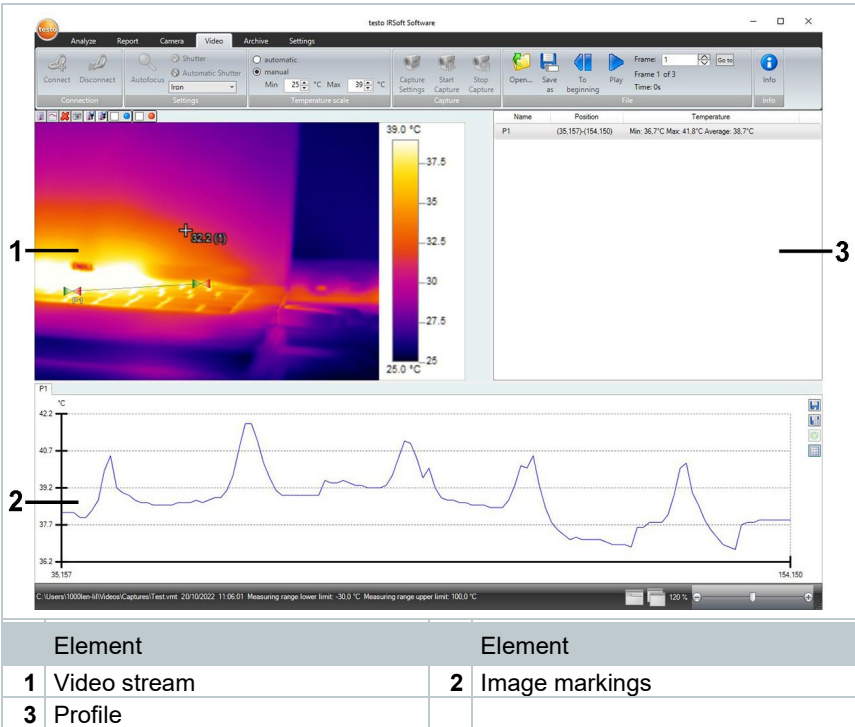 testo IRSoft Software
testo
Analyze Report Camera Video Archive Settings
Connect Disconnect
Connection
Autofocus
Shutter
Automatic Shutter
Iron
Settings
automatic
manual
Min 25 °C Max 39 °C
Temperature scale
Capture Settings Start Capture Stop Capture
Capture
Open... Save as To beginning Play
Frame: 1 Go to
Frame 1 of 3
Time: 0s
File
Info
Info
39.0 °C
37.5
35
32.5
30
27.5
25
25.0 °C
32.2 (1)
P1
1
Name Position Temperature
P1 (35,157)-(154,150) Min: 36,7°C Max: 41,8°C Average: 38,7°C
3
P1
°C
42.2
40.7
39.2
37.7
36.2
35,157 154,150
2
C:\Users\1000len-lif\Videos\Captures\Test.vmt 20/10/2022 11:06:01 Measuring range lower limit: -30,0 °C Measuring range upper limit: 100,0 °C
120 %
Element Element
1 Video stream 2 Image markings
3 Profile